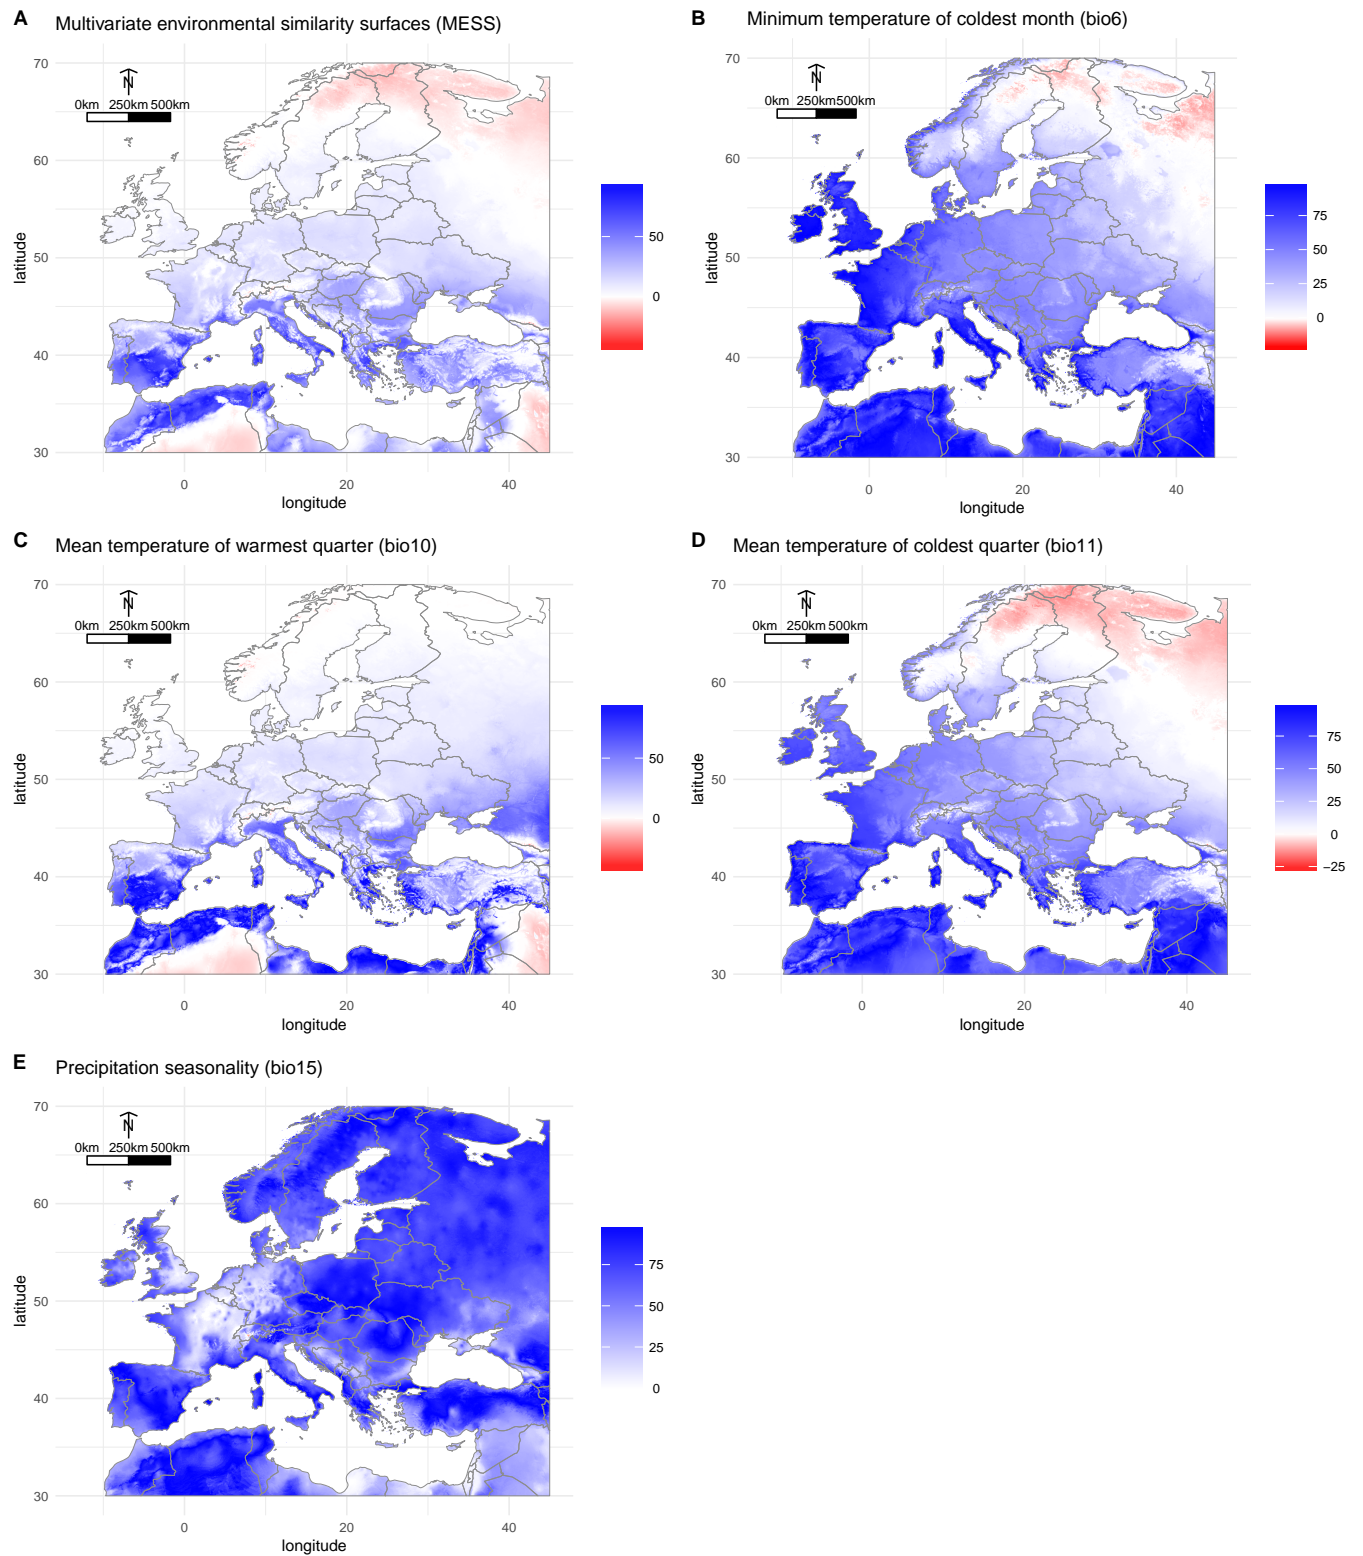 A
Multivariate environmental similarity surfaces (MESS)
N
0km 250km 500km
70
60
50
40
30
0 20 40
latitude
longitude
50
0
B
Minimum temperature of coldest month (bio6)
N
0km 250km 500km
70
60
50
40
30
0 20 40
latitude
longitude
75
50
25
0
C
Mean temperature of warmest quarter (bio10)
N
0km 250km 500km
70
60
50
40
30
0 20 40
latitude
longitude
50
0
D
Mean temperature of coldest quarter (bio11)
N
0km 250km 500km
70
60
50
40
30
0 20 40
latitude
longitude
75
50
25
0
−25
E
Precipitation seasonality (bio15)
N
0km 250km 500km
70
60
50
40
30
0 20 40
latitude
longitude
75
50
25
0